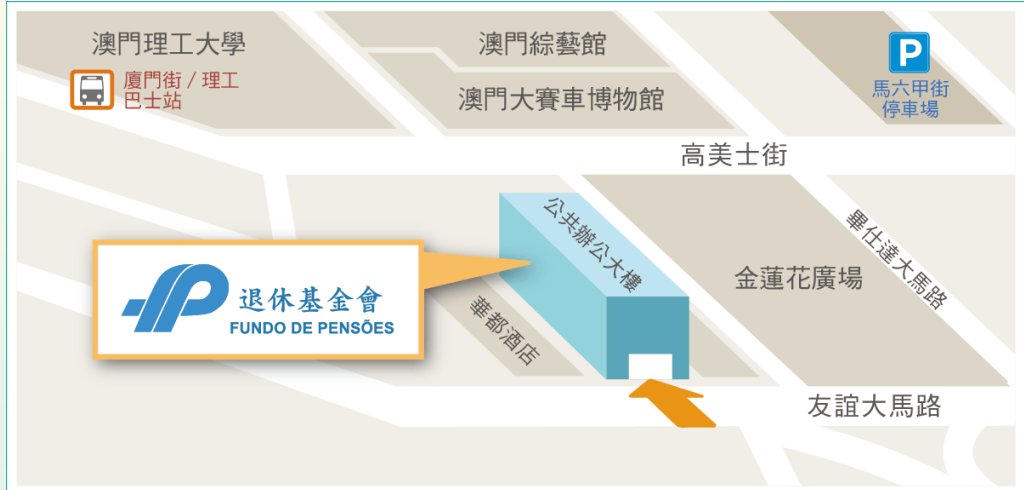 澳門理工大學
廈門街 / 理工
巴士站
澳門綜藝館
澳門大賽車博物館
P
馬六甲街
停車場
高美士街
公共辦公大樓
畢仕達大馬路
金蓮花廣場
退休基金會
FUNDO DE PENSÕES
華都酒店
友誼大馬路